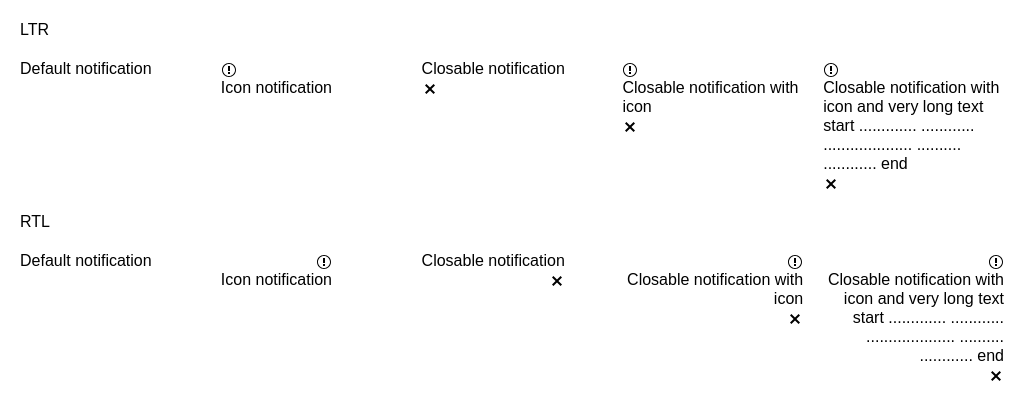 LTR
Default notification
Icon notification
Closable notification
Closable notification with
icon
Closable notification with
icon and very long text
start ............. ............
.................... ..........
............ end
RTL
Default notification
Icon notification
Closable notification
Closable notification with
icon
Closable notification with
icon and very long text
start ............. ............
.................... ..........
............ end